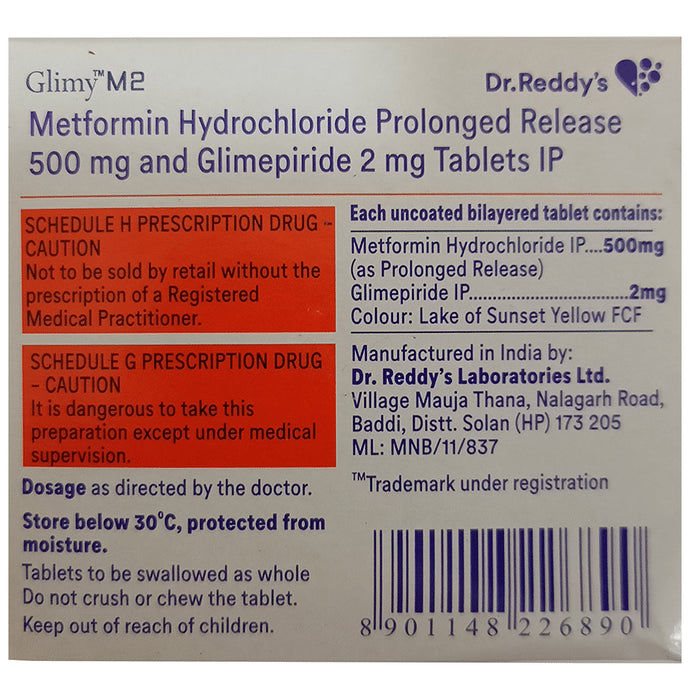 Glimy™M2
Dr.Reddy's
Metformin Hydrochloride Prolonged Release
500 mg and Glimepiride 2 mg Tablets IP
SCHEDULE H PRESCRIPTION DRUG -
CAUTION
Not to be sold by retail without the
prescription of a Registered
Medical Practitioner.
SCHEDULE G PRESCRIPTION DRUG
- CAUTION
It is dangerous to take this
preparation except under medical
supervision.
Dosage as directed by the doctor.
Store below 30°C, protected from
moisture.
Tablets to be swallowed as whole
Do not crush or chew the tablet.
Keep out of reach of children.
Each uncoated bilayered tablet contains:
Metformin Hydrochloride IP....500mg
(as Prolonged Release)
Glimepiride IP.....................................2mg
Colour: Lake of Sunset Yellow FCF
Manufactured in India by:
Dr. Reddy's Laboratories Ltd.
Village Mauja Thana, Nalagarh Road,
Baddi, Distt. Solan (HP) 173 205
ML: MNB/11/837
™Trademark under registration
8 901148 226890